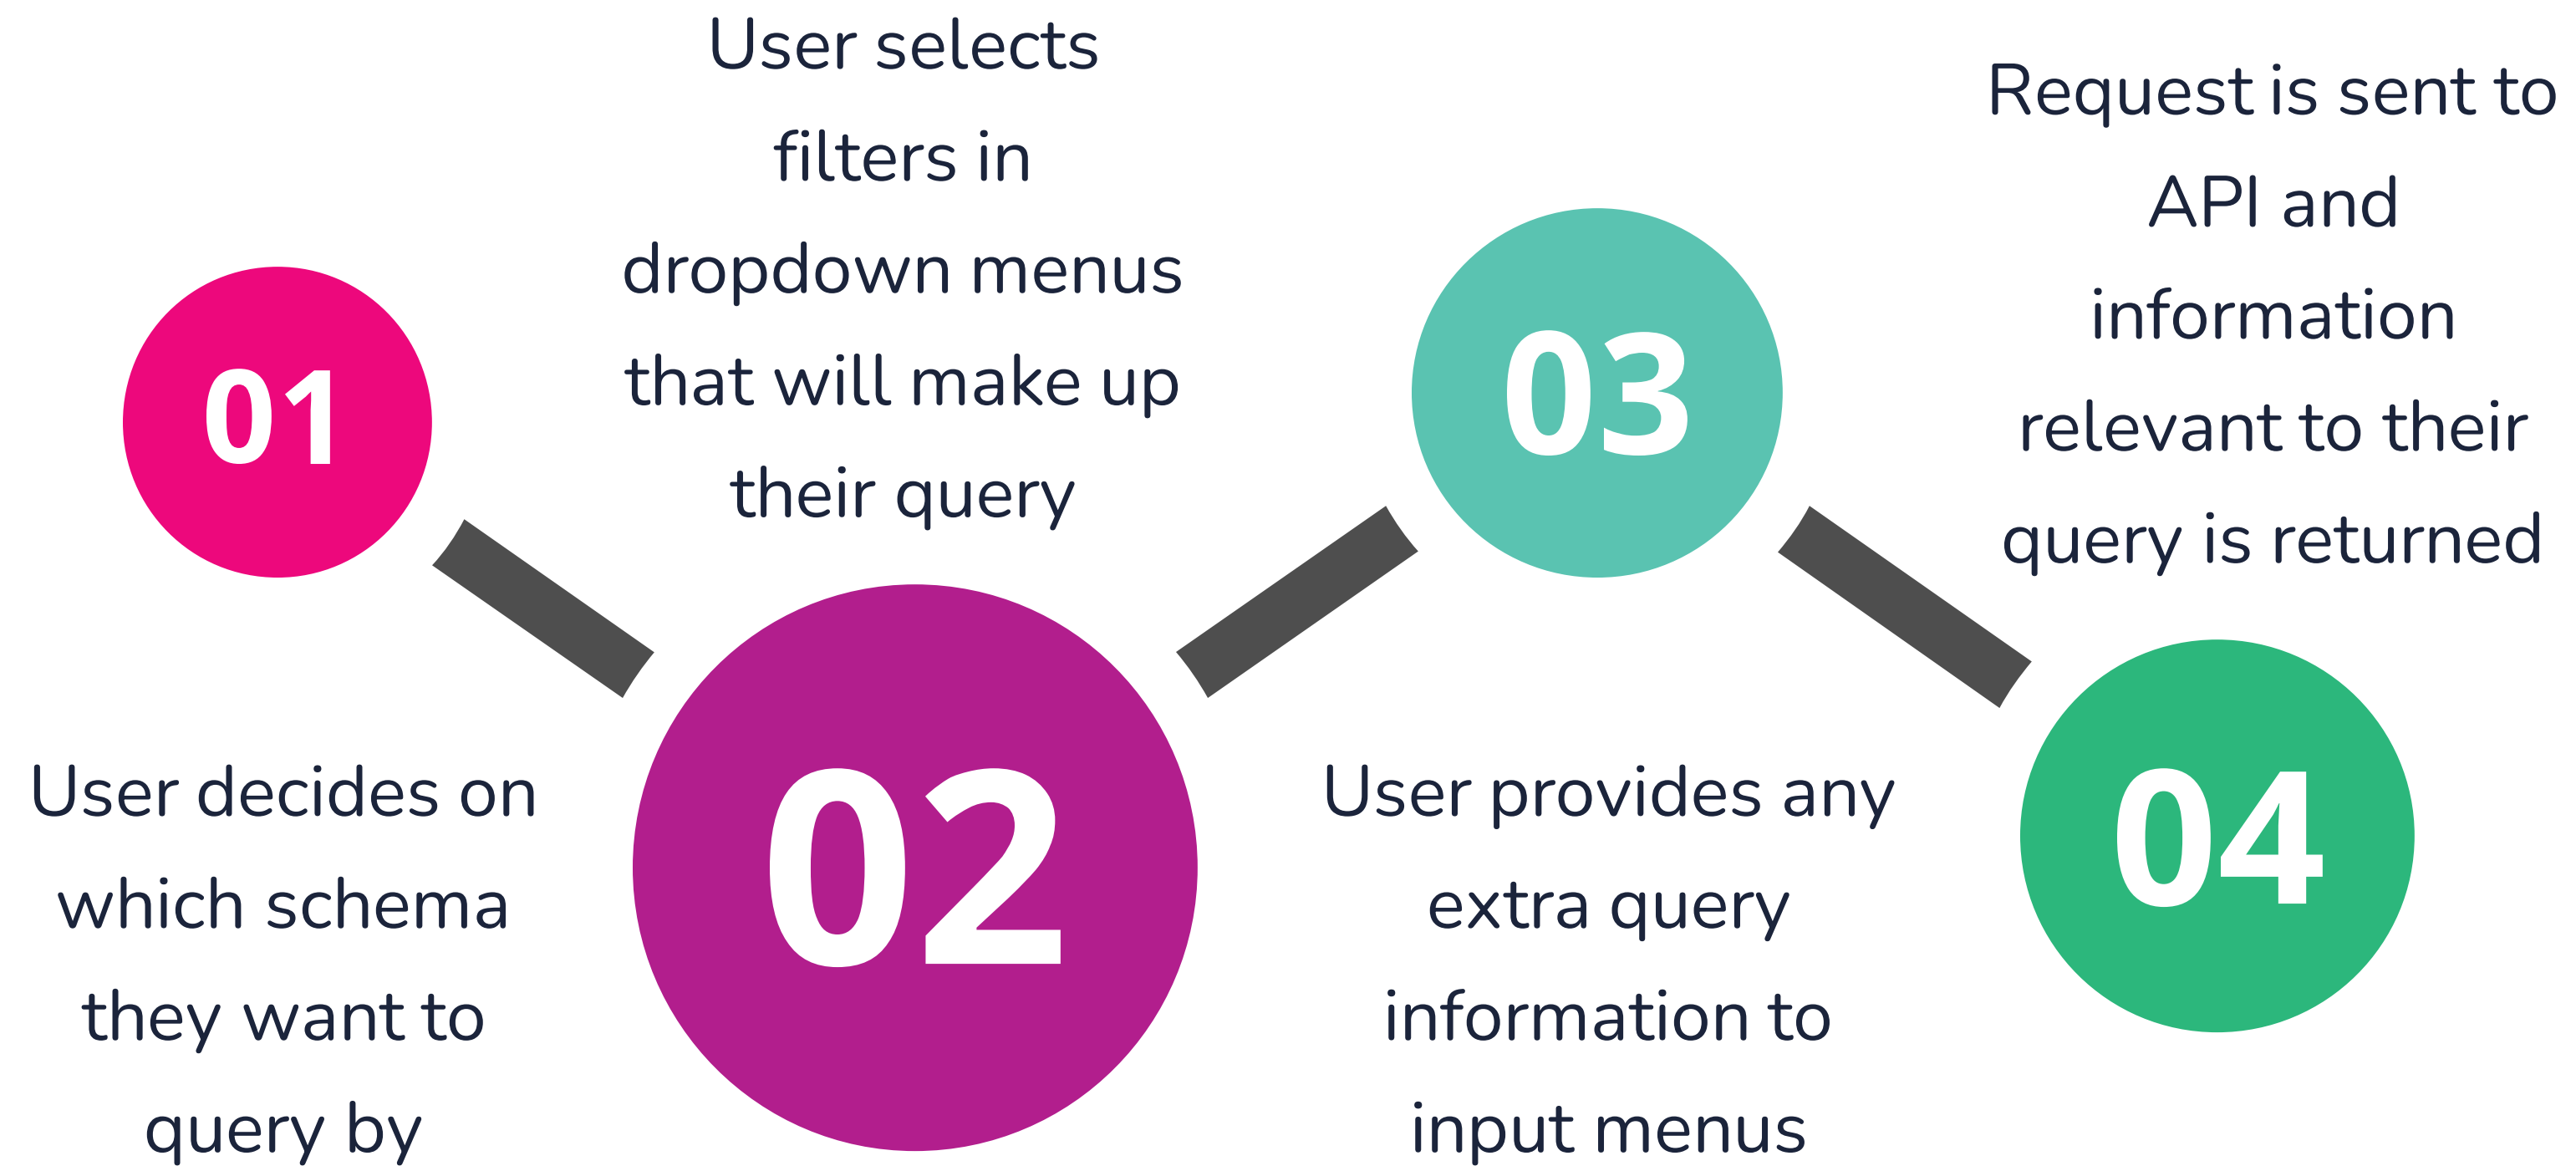 01
User decides on
which schema
they want to
query by
User selects
filters in
dropdown menus
that will make up
their query
02
03
User provides any
extra query
information to
input menus
Request is sent to
API and
information
relevant to their
query is returned
04